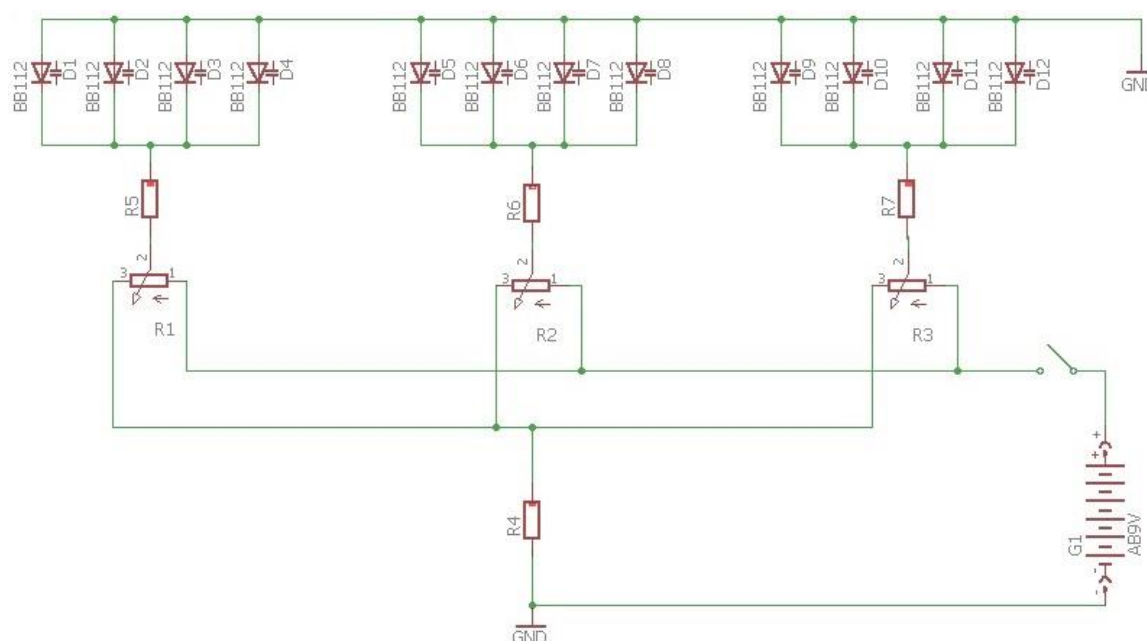 BB112 D1 BB112 D2 BB112 D3 BB112 D4 BB112 D5 BB112 D6 BB112 D7 BB112 D8 BB112 D9 BB112 D10 BB112 D11 BB112 D12
GND
R5 R6 R7
2 2 2
3 1 3 1 3 1
R1 R2 R3
+
+
R4 G1 AB9V
-
-
GND